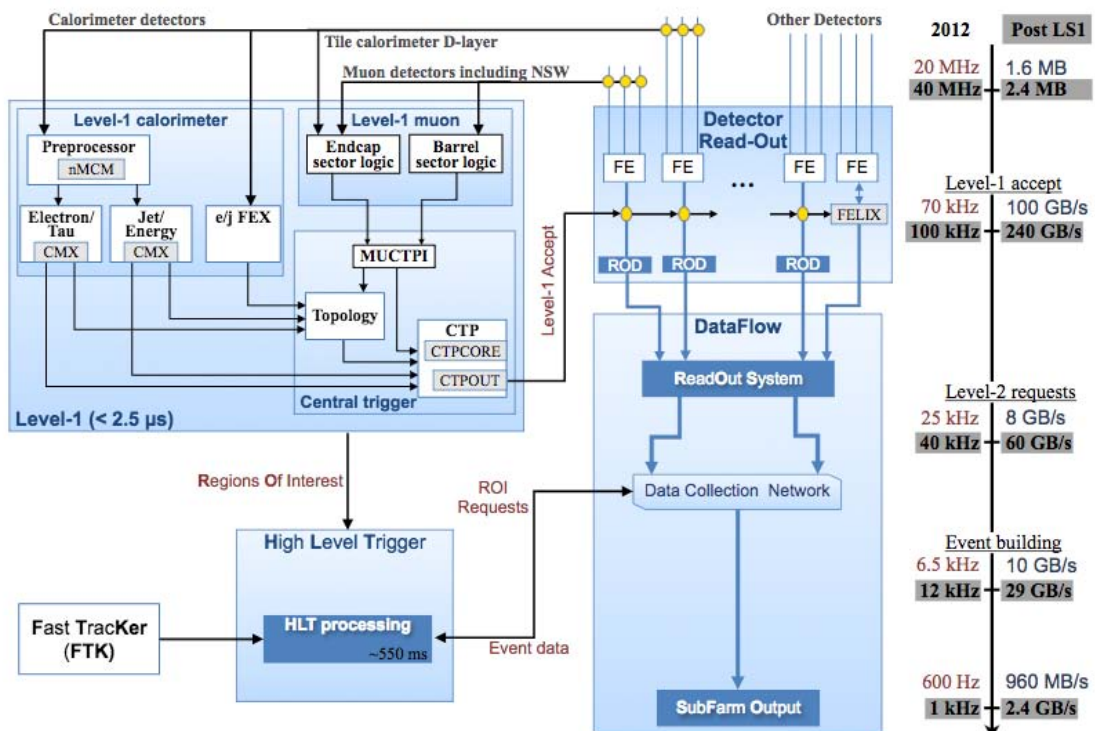 Calorimeter detectors
Tile calorimeter D-layer
Muon detectors including NSW
Other Detectors
Level-1 calorimeter
Preprocessor
nMCM
Electron/
Tau
CMX
Jet/
Energy
CMX
e/j FEX
Level-1 muon
Endcap
sector logic
Barrel
sector logic
MUCTPI
Topology
CTP
CTPCORE
CTPOUT
Central trigger
Level-1 (< 2.5 μs)
Level-1 Accept
Detector
Read-Out
FE
FE
...
FE
FE
FELIX
ROD
ROD
ROD
DataFlow
ReadOut System
Data Collection Network
SubFarm Output
Regions Of Interest
ROI
Requests
Event data
High Level Trigger
HLT processing
~550 ms
Fast TracKer
(FTK)
2012 Post LS1
20 MHz 1.6 MB
40 MHz 2.4 MB
Level-1 accept
70 kHz 100 GB/s
100 kHz 240 GB/s
Level-2 requests
25 kHz 8 GB/s
40 kHz 60 GB/s
Event building
6.5 kHz 10 GB/s
12 kHz 29 GB/s
600 Hz 960 MB/s
1 kHz 2.4 GB/s